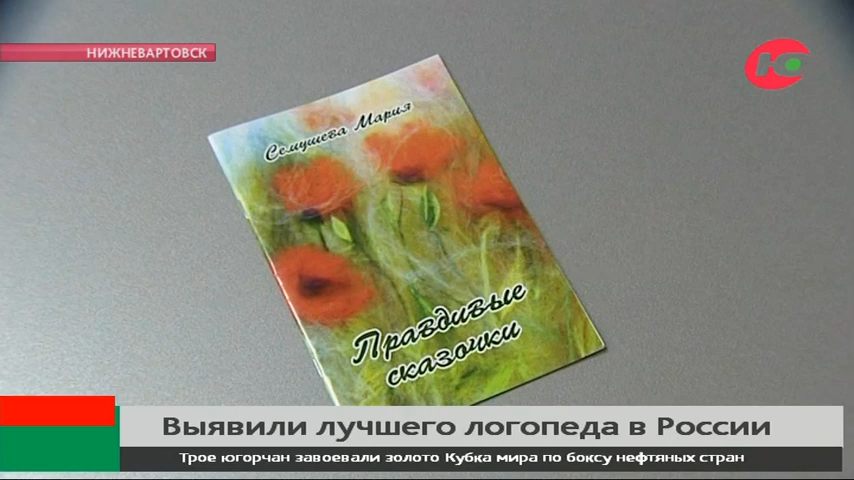 НИЖНЕВАРТОВСК
Ю
Семушева Мария
Правдивые
сказочки
Выявили лучшего логопеда в России
Трое югорчан завоевали золото Кубка мира по боксу нефтяных стран